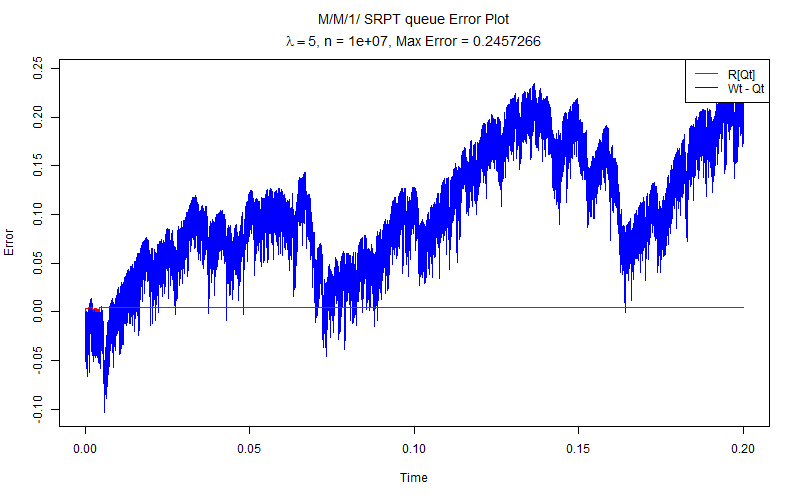 M/M/1/ SRPT queue Error Plot
λ = 5, n = 1e+07, Max Error = 0.2457266
R[Qt]
Wt - Qt
Error
0.25
0.20
0.15
0.10
0.05
0.00
-0.05
-0.10
0.00 0.05 0.10 0.15 0.20
Time